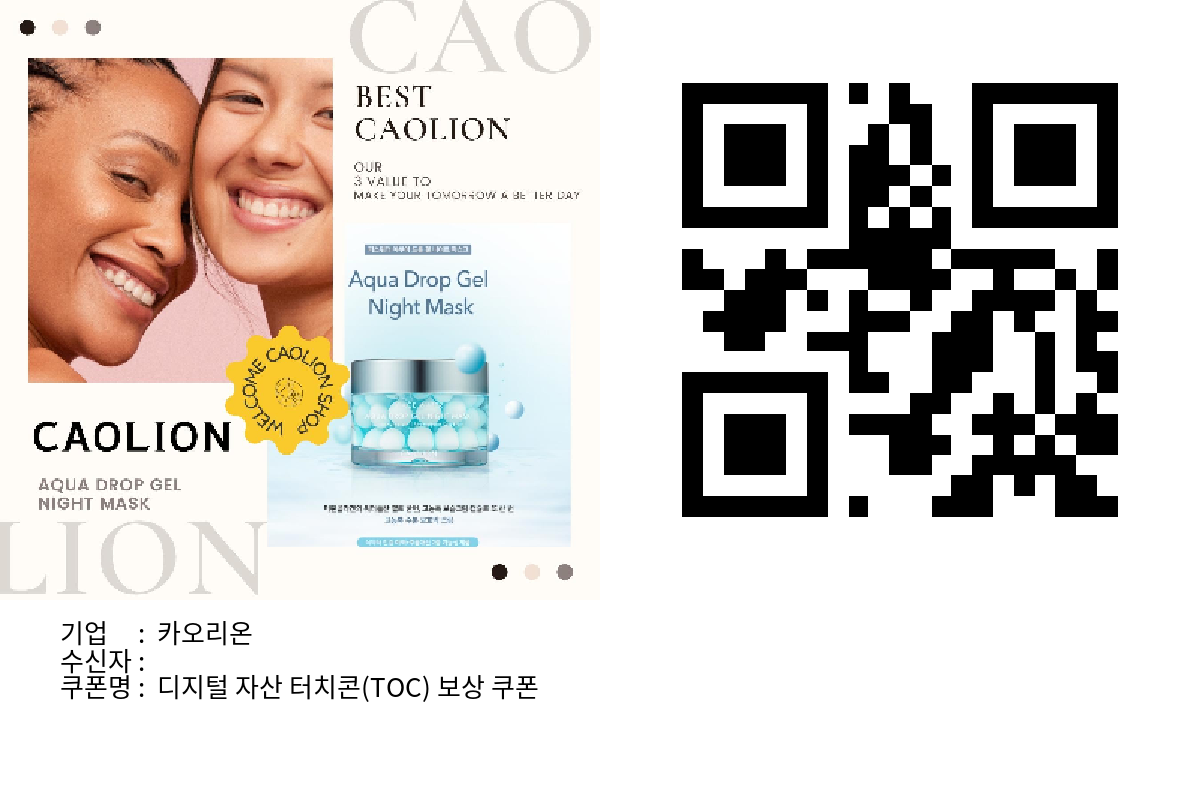 CAO
BEST
CAOLION
OUR
3 VALUE TO
MAKE YOUR TOMORROW A BETTER DAY
Aqua Drop Gel
Night Mask
WELCOME CAOLION SHOP
CAOLION
AQUA DROP GEL
NIGHT MASK
LION
기업 : 카오리온
수신자 :
쿠폰명 : 디지털 자산 터치콘(TOC) 보상 쿠폰